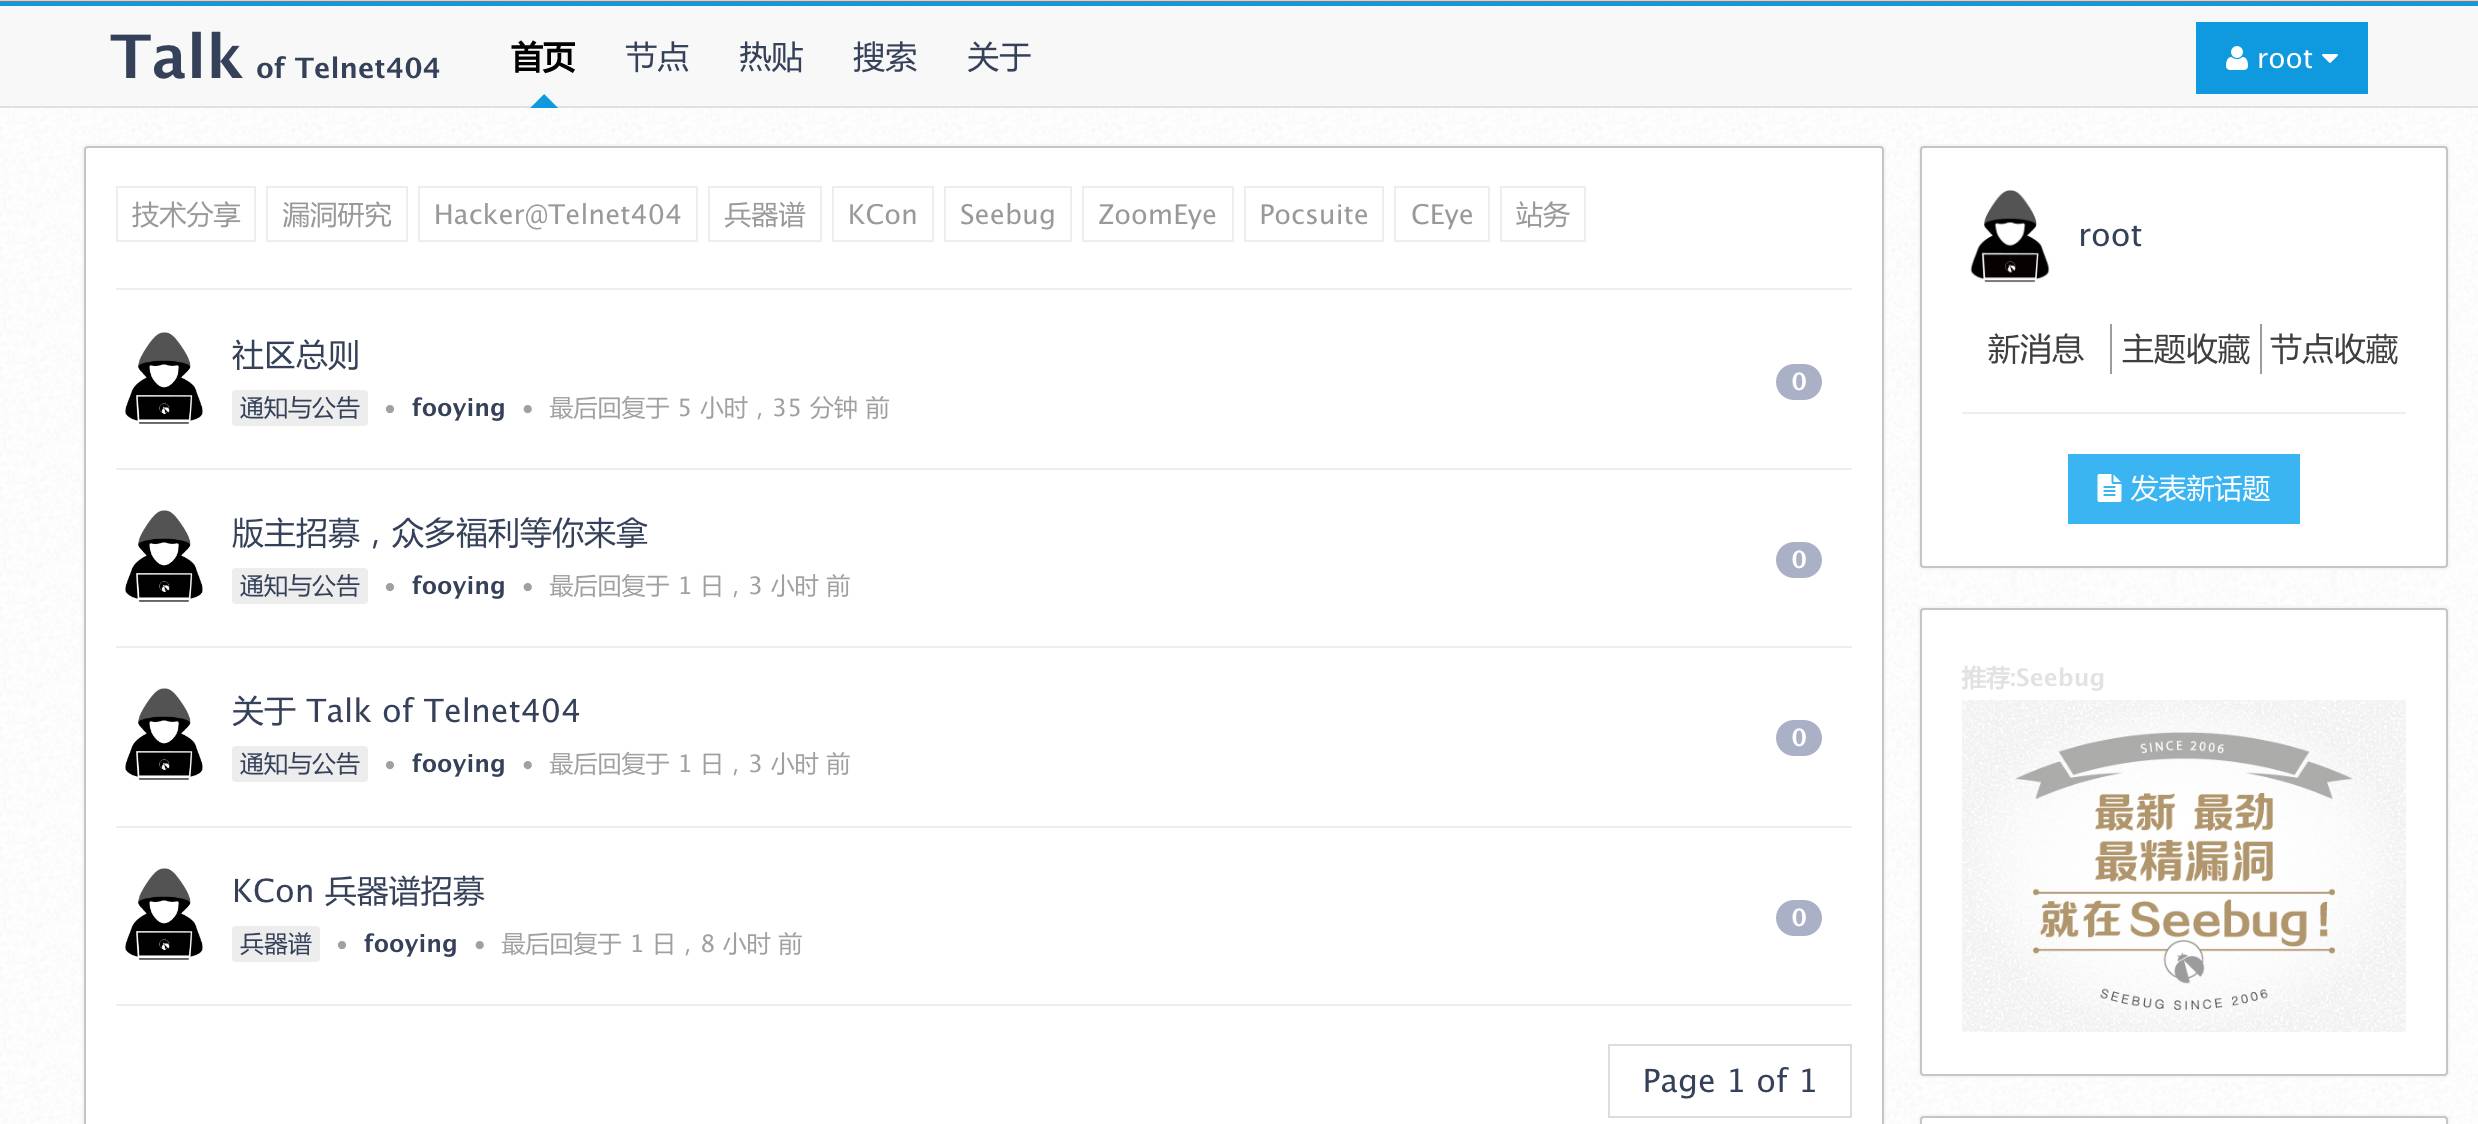 Talk of Telnet404 首页 节点 热贴 搜索 关于 root
技术分享 漏洞研究 Hacker@Telnet404 兵器谱 KCon Seebug ZoomEye Pocsuite CEye 站务
社区总则
通知与公告 • fooying • 最后回复于 5 小时 , 35 分钟 前
0
版主招募，众多福利等你来拿
通知与公告 • fooying • 最后回复于 1 日 , 3 小时 前
0
关于 Talk of Telnet404
通知与公告 • fooying • 最后回复于 1 日 , 3 小时 前
0
KCon 兵器谱招募
兵器谱 • fooying • 最后回复于 1 日 , 8 小时 前
0
Page 1 of 1
root
新消息 主题收藏 节点收藏
发表新话题
推荐:Seebug
SINCE 2006
最新 最劲
最精漏洞
就在Seebug!
SEEBUG SINCE 2006